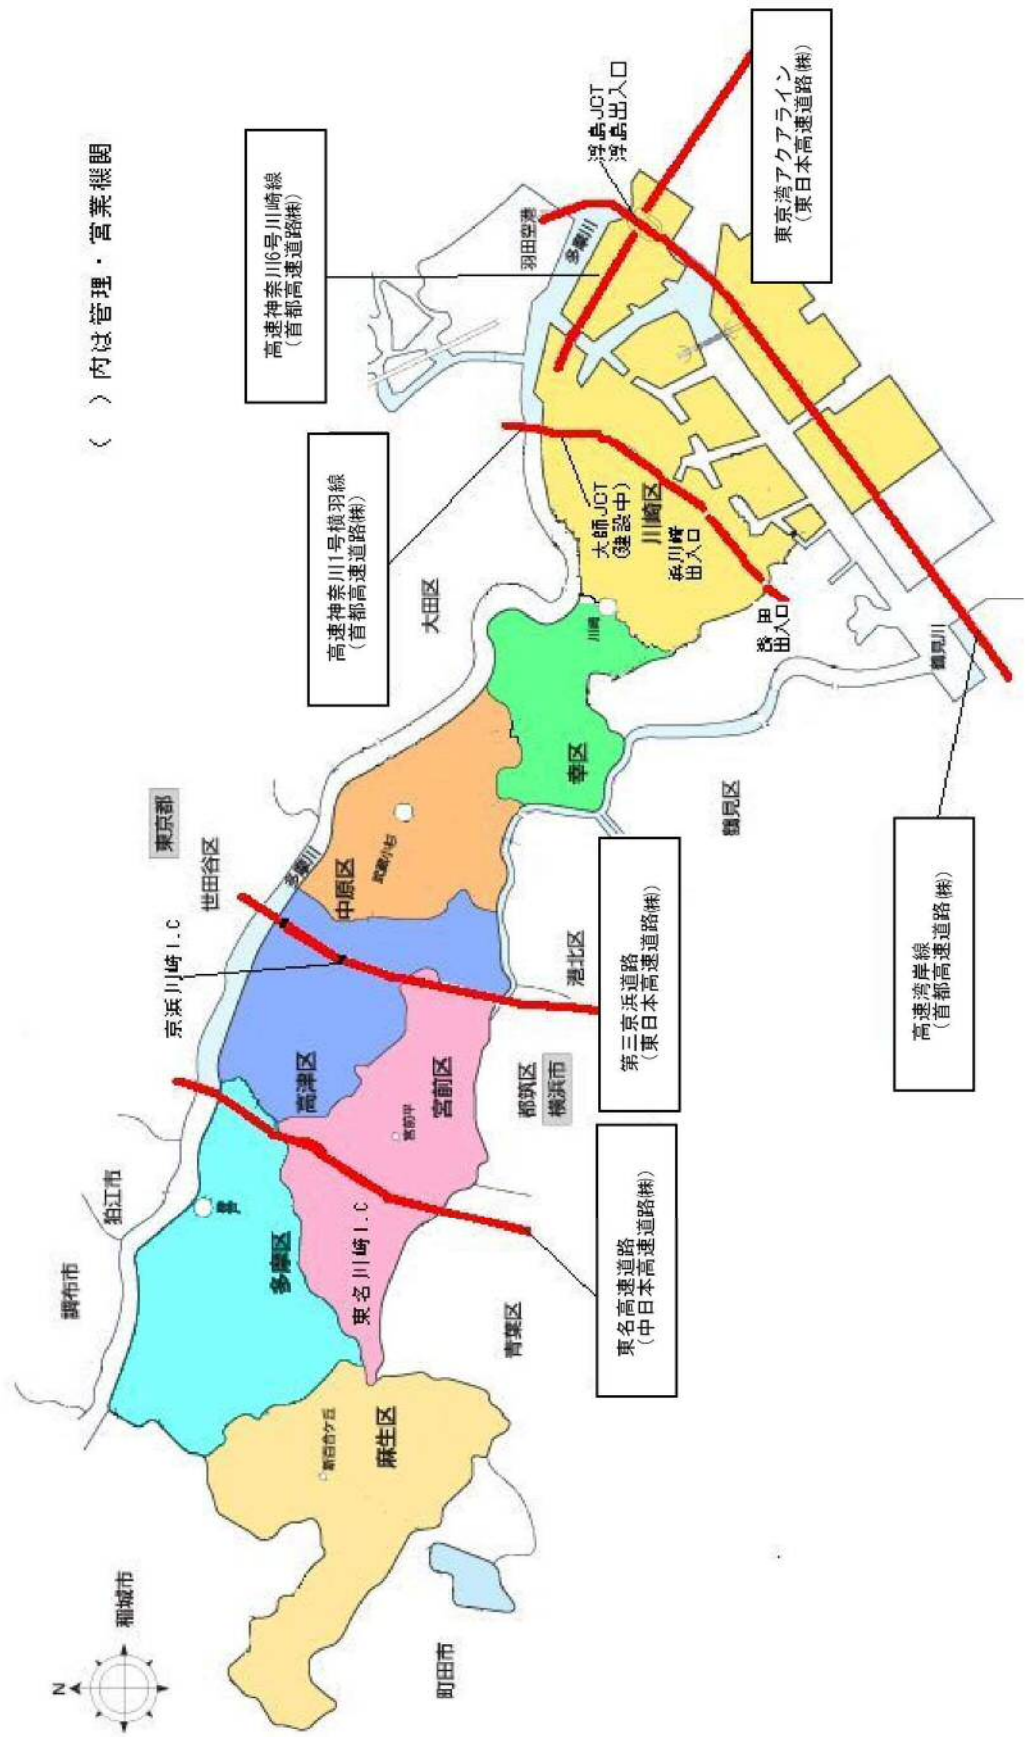 （　）内は管理・営業機関
高速神奈川6号川崎線
（首都高速道路㈱）
浮島JCT
浮島出入口
東京湾アクアライン
（東日本高速道路㈱）
羽田空港
多摩川
高速神奈川1号横羽線
（首都高速道路㈱）
大師JCT
（建設中）
川崎区
浜川崎
出入口
大田区
川崎
出入口
鶴見川
幸区
東京都
世田谷区
多摩川
中原区
武蔵小杉
鶴見区
京浜川崎I.C
港北区
第三京浜道路
（東日本高速道路㈱）
高速湾岸線
（首都高速道路㈱）
高津区
宮前区
宮前平
都筑区
横浜市
狛江市
調布市
多摩区
東名川崎I.C
青葉区
東名高速道路
（中日本高速道路㈱）
新百合ケ丘
麻生区
稲城市
町田市
N